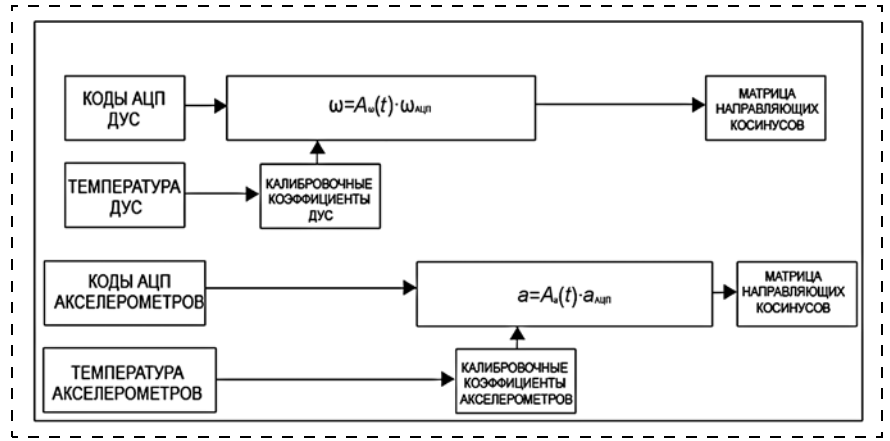 КОДЫ АЦП
ДУС
ω=Aω(t)·ωАЦП
МАТРИЦА
НАПРАВЛЯЮЩИХ
КОСИНУСОВ
ТЕМПЕРАТУРА
ДУС
КАЛИБРОВОЧНЫЕ
КОЭФФИЦИЕНТЫ
ДУС
КОДЫ АЦП
АКСЕЛЕРОМЕТРОВ
a=Aa(t)·aАЦП
МАТРИЦА
НАПРАВЛЯЮЩИХ
КОСИНУСОВ
ТЕМПЕРАТУРА
АКСЕЛЕРОМЕТРОВ
КАЛИБРОВОЧНЫЕ
КОЭФФИЦИЕНТЫ
АКСЕЛЕРОМЕТРОВ